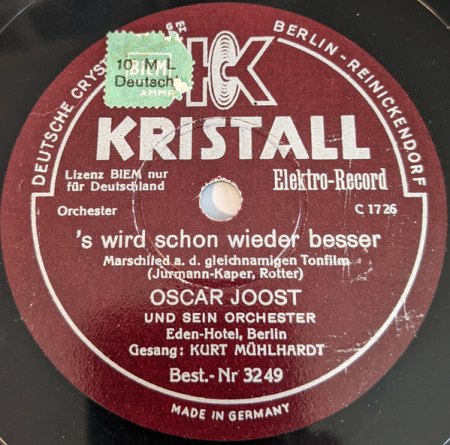 DEUTSCHE CRYST
BERLIN-REINICKENDORF
10 M L
Deutsch
BIEM
AMMRE
K
KRISTALL
Lizenz BIEM nur
für Deutschland
Elektro-Record
Orchester
C 1726
's wird schon wieder besser
Marschlied a. d. gleichnamigen Tonfilm
(Jurmann-Kaper, Rotter)
OSCAR JOOST
UND SEIN ORCHESTER
Eden-Hotel, Berlin
Gesang: KURT MÜHLHARDT
Best.-Nr 3249
MADE IN GERMANY